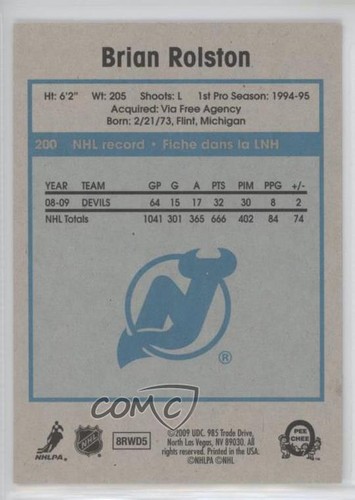 Brian Rolston
Ht: 6'2" Wt: 205 Shoots: L 1st Pro Season: 1994-95
Acquired: Via Free Agency
Born: 2/21/73, Flint, Michigan
200 NHL record • Fiche dans la LNH
YEAR TEAM GP G A PTS PIM PPG +/-
08-09 DEVILS 64 15 17 32 30 8 2
NHL Totals 1041 301 365 666 402 84 74
®
COMC
NHLPA.
NHL
8RWD5
©2009 UDC. 985 Trade Drive,
North Las Vegas, NV 89030. All
rights reserved. Printed in the USA.
©NHLPA ©NHL
O
PEE
CHEE